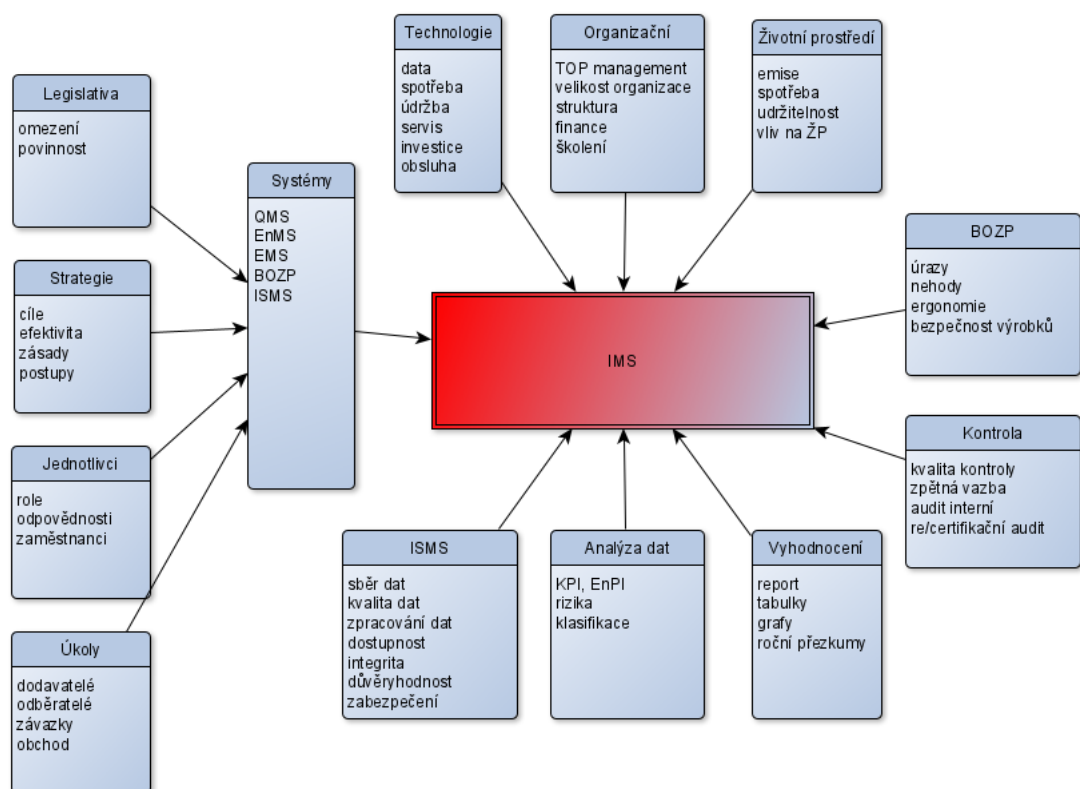 Legislativa
omezení
povinnost
Strategie
cíle
efektivita
zásady
postupy
Jednotlivci
role
odpovědnosti
zaměstnanci
Úkoly
dodavatelé
odběratelé
závazky
obchod
Systémy
QMS
EnMS
EMS
BOZP
ISMS
Technologie
data
spotřeba
údržba
servis
investice
obsluha
Organizační
TOP management
velikost organizace
struktura
finance
školení
Životní prostředí
emise
spotřeba
udržitelnost
vliv na ŽP
IMS
BOZP
úrazy
nehody
ergonomie
bezpečnost výrobků
Kontrola
kvalita kontroly
zpětná vazba
audit interní
re/certifikační audit
ISMS
sběr dat
kvalita dat
zpracování dat
dostupnost
integrita
důvěryhodnost
zabezpečení
Analýza dat
KPI, EnPI
rizika
klasifikace
Vyhodnocení
report
tabulky
grafy
roční přezkumy